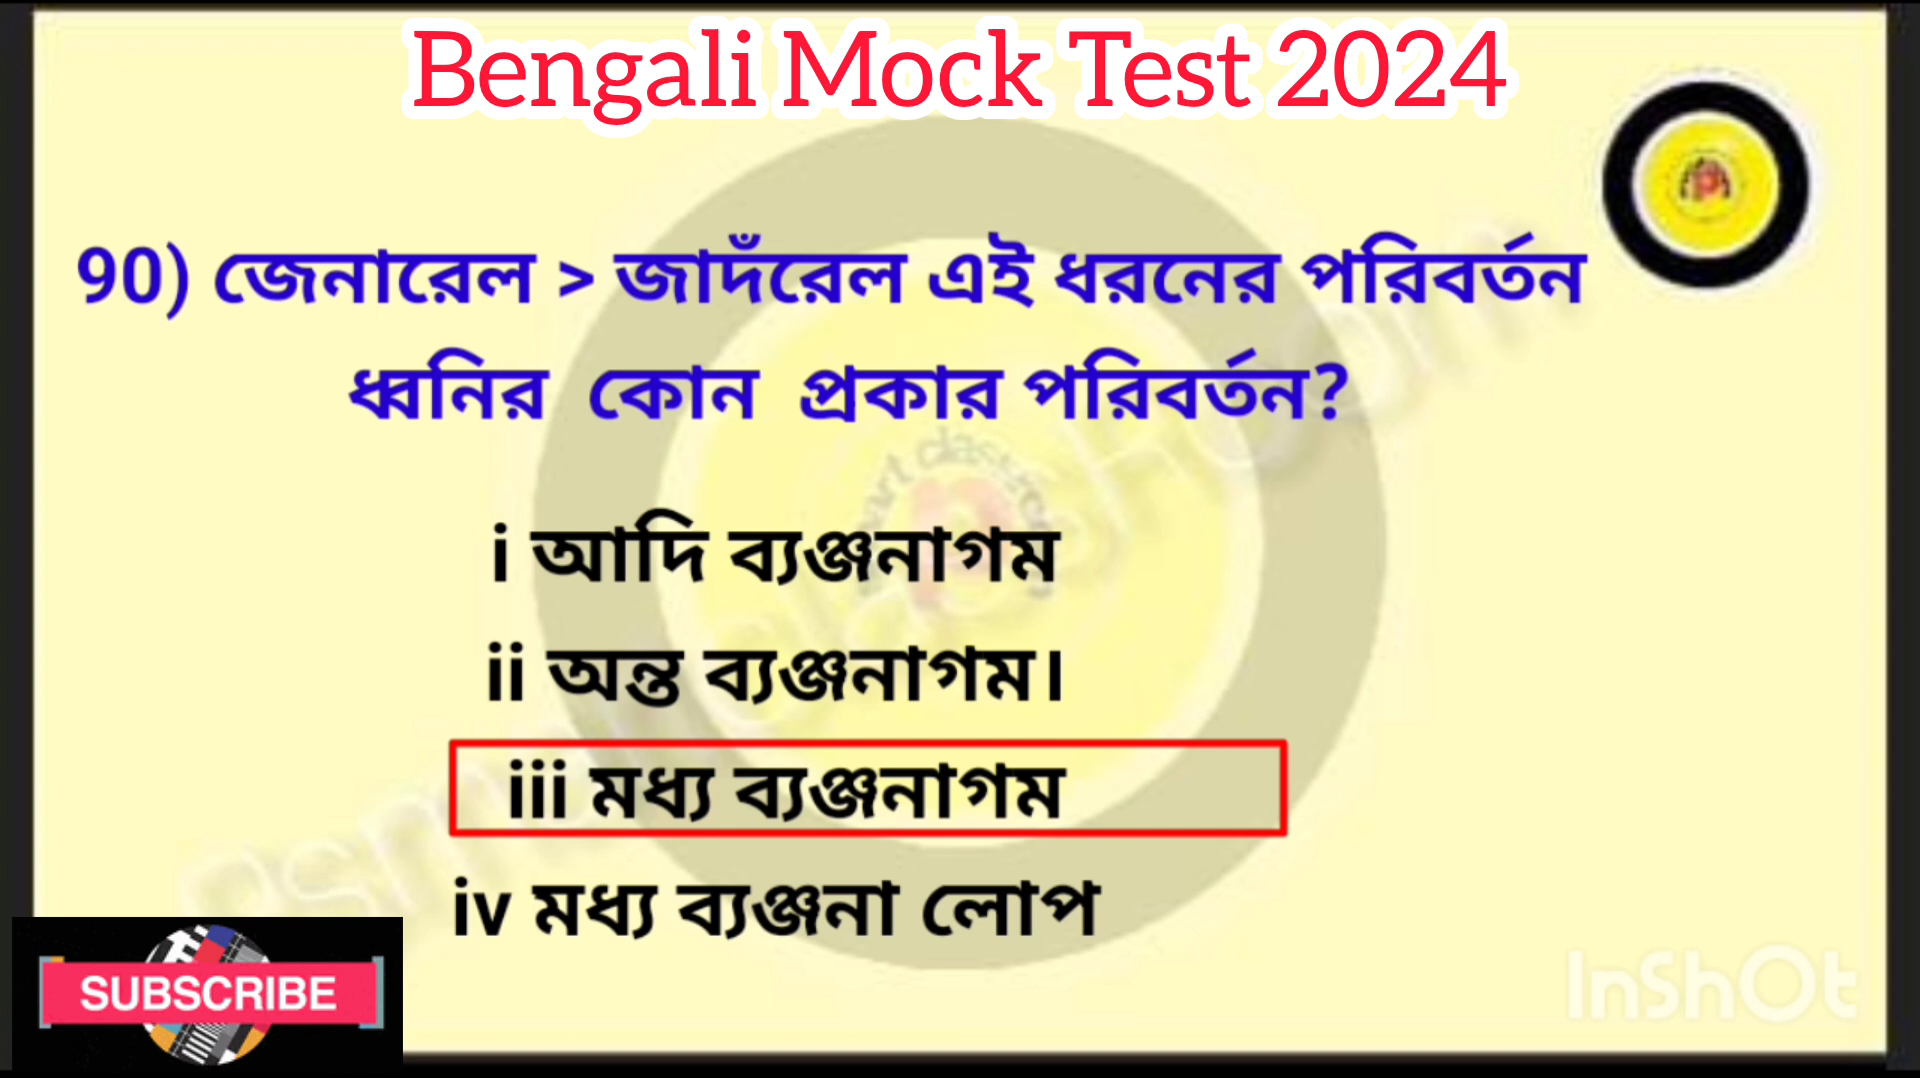 Bengali Mock Test 2024
90) জেনারেল > জাদঁরেল এই ধরনের পরিবর্তন
ধ্বনির কোন প্রকার পরিবর্তন?
i আদি ব্যঞ্জনাগম
ii অন্ত ব্যঞ্জনাগম।
iii মধ্য ব্যঞ্জনাগম
iv মধ্য ব্যঞ্জনা লোপ
SUBSCRIBE
InShOt